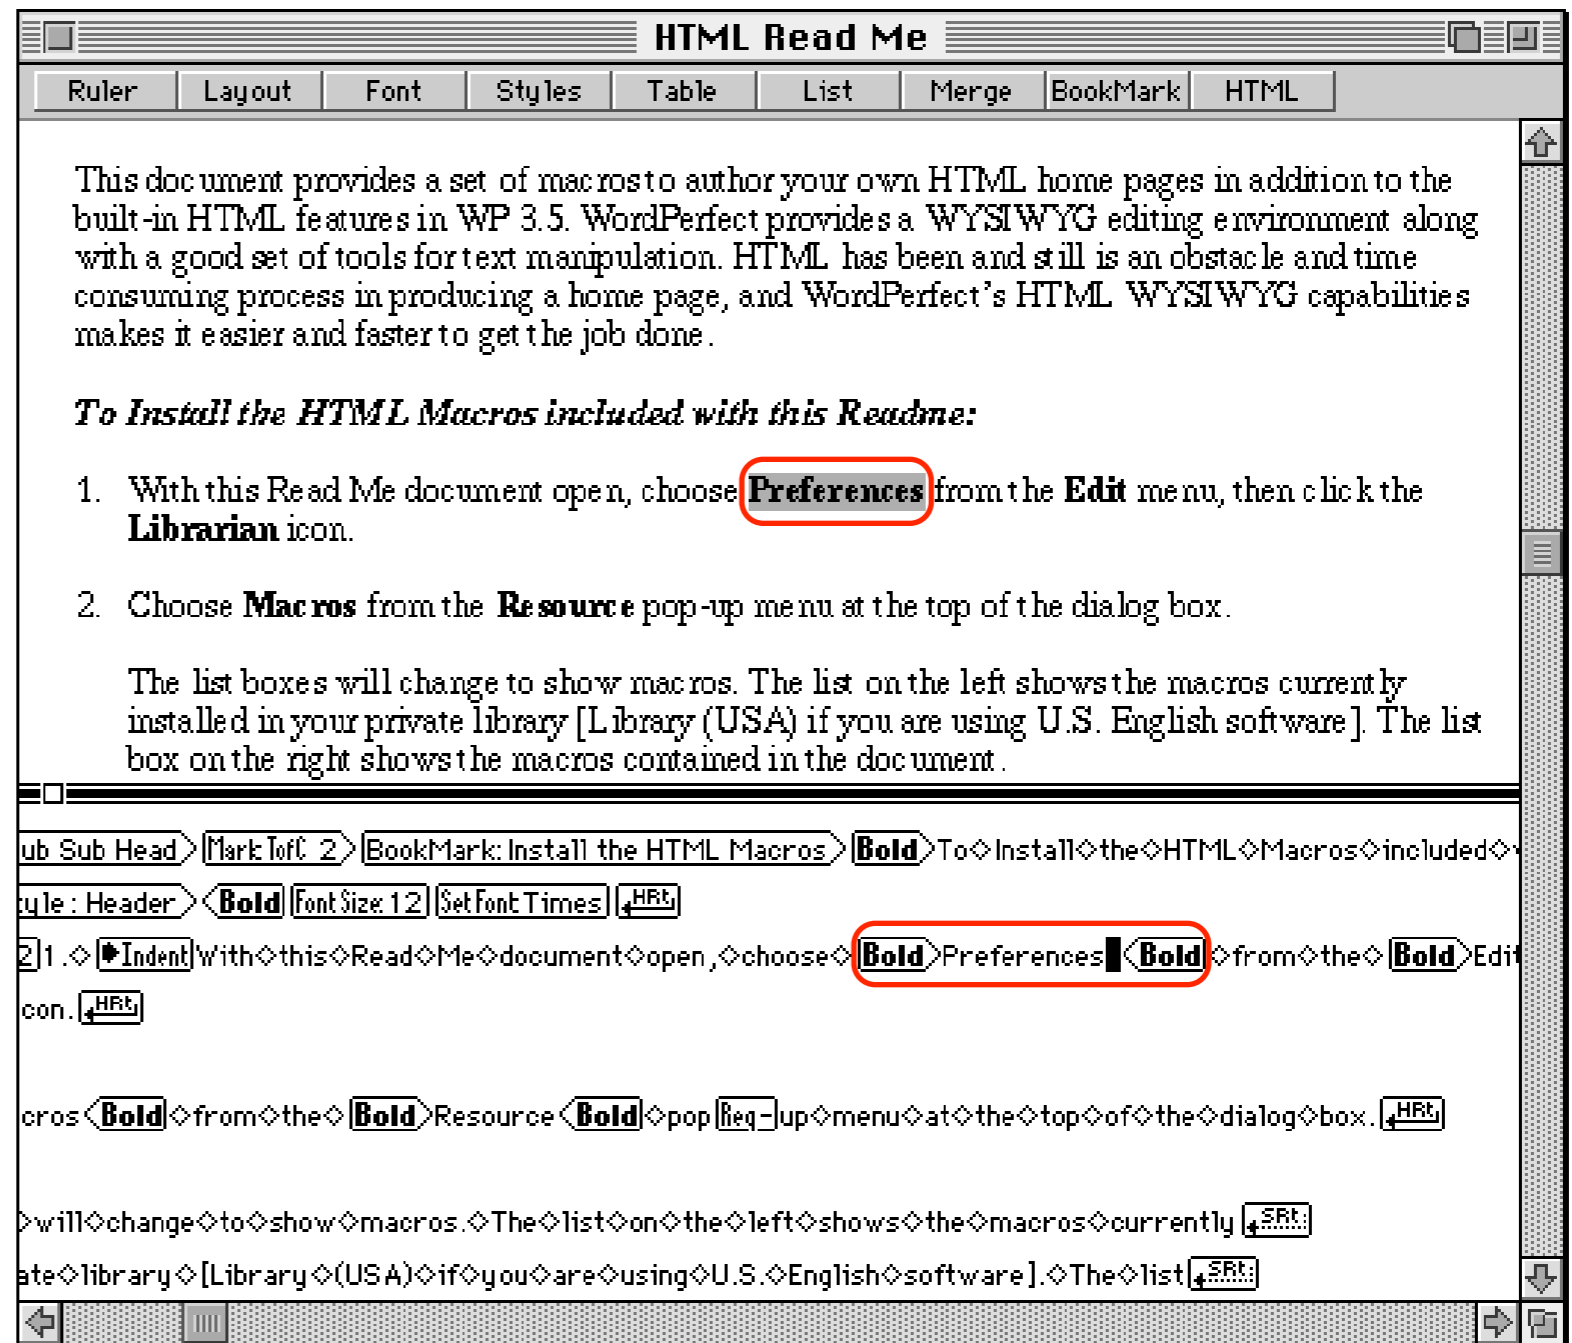 HTML Read Me
Ruler Layout Font Styles Table List Merge BookMark HTML
This document provides a set of macros to author your own HTML home pages in addition to the
built-in HTML features in WP 3.5. WordPerfect provides a WYSIWYG editing environment along
with a good set of tools for text manipulation. HTML has been and still is an obstacle and time
consuming process in producing a home page, and WordPerfect's HTML WYSIWYG capabilities
makes it easier and faster to get the job done.
To Install the HTML Macros included with this Readme:
1. With this Read Me document open, choose Preferences from the Edit menu, then click the
Librarian icon.
2. Choose Macros from the Resource pop-up menu at the top of the dialog box.
The list boxes will change to show macros. The list on the left shows the macros currently
installed in your private library [Library (USA) if you are using U.S. English software]. The list
box on the right shows the macros contained in the document.
ub Sub Head Mark:TofC 2 BookMark: Install the HTML Macros Bold To◇Install◇the◇HTML◇Macros◇included◇
yle: Header Bold Font Size: 12 Set Font: Times HRt
2 1.◇ Indent With◇this◇Read◇Me◇document◇open,◇choose◇ Bold Preferences Bold ◇from◇the◇ Bold Edit
con. HRt
cros Bold ◇from◇the◇ Bold Resource Bold ◇pop Req - up◇menu◇at◇the◇top◇of◇the◇dialog◇box. HRt
◇will◇change◇to◇show◇macros.◇The◇list◇on◇the◇left◇shows◇the◇macros◇currently SRt
ate◇library◇[Library◇(USA)◇if◇you◇are◇using◇U.S.◇English◇software].◇The◇list SRt